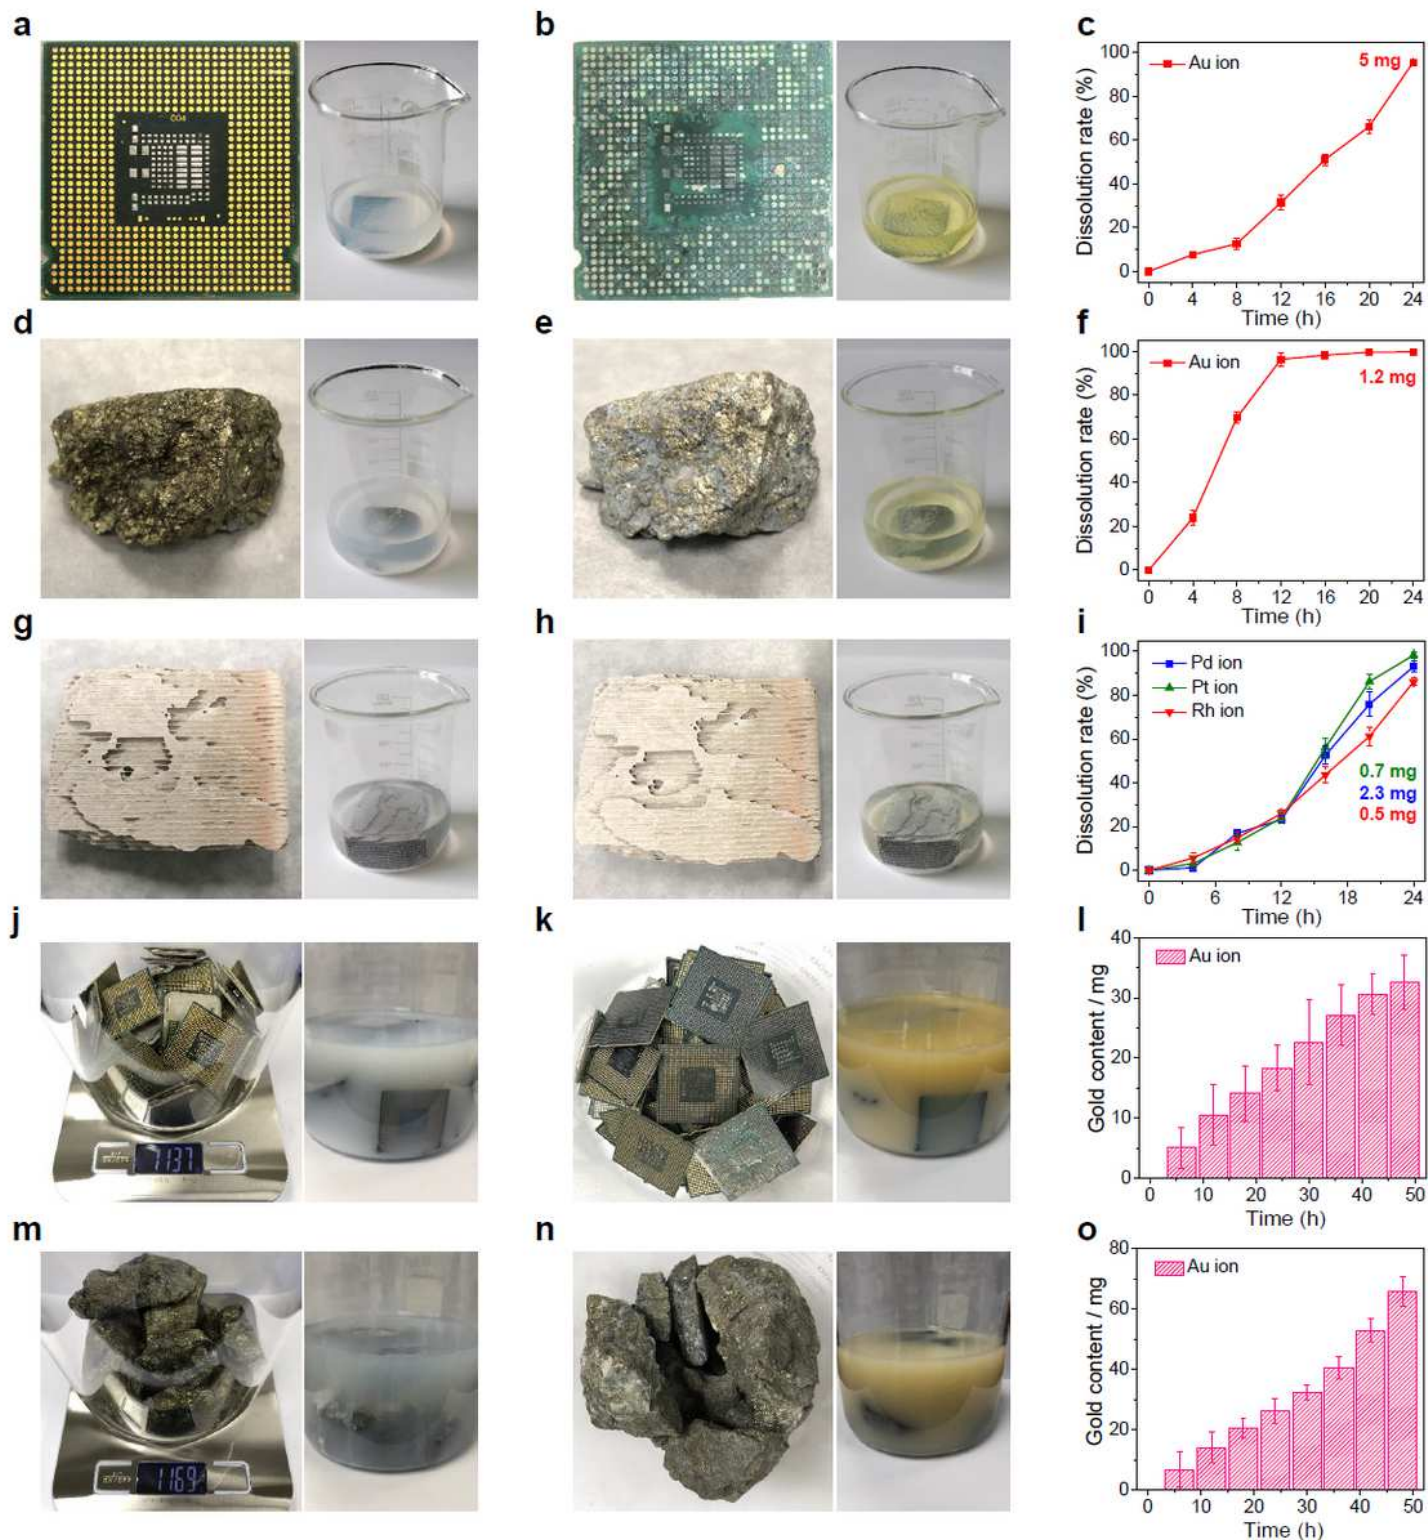 a
b
c
Au ion
5 mg
Dissolution rate (%)
100
80
60
40
20
0
0 4 8 12 16 20 24
Time (h)
d
e
f
Au ion
1.2 mg
Dissolution rate (%)
100
80
60
40
20
0
0 4 8 12 16 20 24
Time (h)
g
h
i
Pd ion
Pt ion
Rh ion
0.7 mg
2.3 mg
0.5 mg
Dissolution rate (%)
100
80
60
40
20
0
0 6 12 18 24
Time (h)
j
1137
k
l
Au ion
Gold content / mg
40
30
20
10
0
0 10 20 30 40 50
Time (h)
m
1169
n
o
Au ion
Gold content / mg
80
60
40
20
0
0 10 20 30 40 50
Time (h)